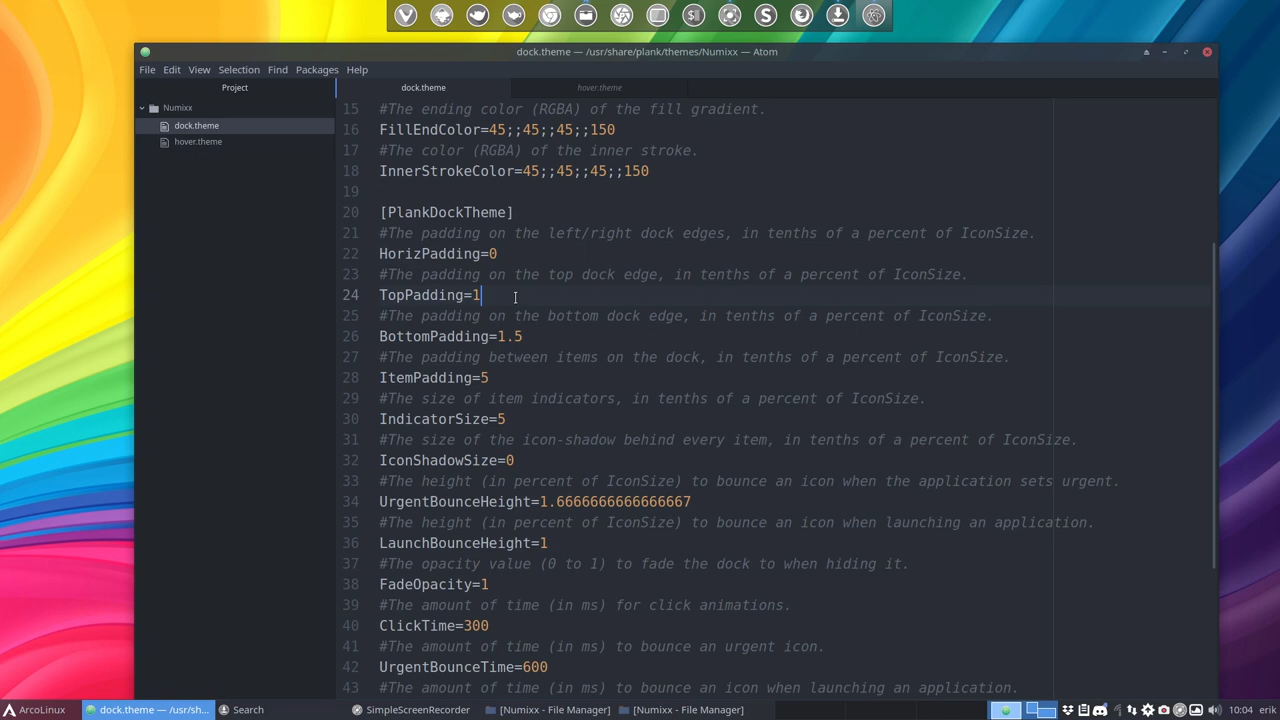 dock.theme — /usr/share/plank/themes/Numixx — Atom
File Edit View Selection Find Packages Help
Project
dock.theme
hover.theme
Numixx
dock.theme
hover.theme
15 #The ending color (RGBA) of the fill gradient.
16 FillEndColor=45;;45;;45;;150
17 #The color (RGBA) of the inner stroke.
18 InnerStrokeColor=45;;45;;45;;150
19
20 [PlankDockTheme]
21 #The padding on the left/right dock edges, in tenths of a percent of IconSize.
22 HorizPadding=0
23 #The padding on the top dock edge, in tenths of a percent of IconSize.
24 TopPadding=1
25 #The padding on the bottom dock edge, in tenths of a percent of IconSize.
26 BottomPadding=1.5
27 #The padding between items on the dock, in tenths of a percent of IconSize.
28 ItemPadding=5
29 #The size of item indicators, in tenths of a percent of IconSize.
30 IndicatorSize=5
31 #The size of the icon-shadow behind every item, in tenths of a percent of IconSize.
32 IconShadowSize=0
33 #The height (in percent of IconSize) to bounce an icon when the application sets urgent.
34 UrgentBounceHeight=1.6666666666666667
35 #The height (in percent of IconSize) to bounce an icon when launching an application.
36 LaunchBounceHeight=1
37 #The opacity value (0 to 1) to fade the dock to when hiding it.
38 FadeOpacity=1
39 #The amount of time (in ms) for click animations.
40 ClickTime=300
41 #The amount of time (in ms) to bounce an urgent icon.
42 UrgentBounceTime=600
43 #The amount of time (in ms) to bounce an icon when launching an application.
ArcoLinux
dock.theme — /usr/sh...
Search
SimpleScreenRecorder
[Numixx - File Manager]
[Numixx - File Manager]
10:04 erik